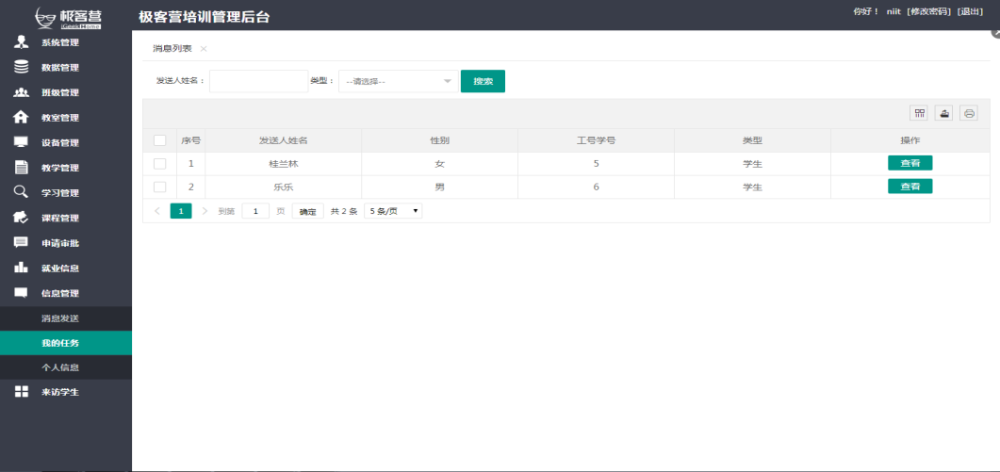 极客营
iGeekHome
极客营培训管理后台
你好！ niit [修改密码] [退出]
系统管理
数据管理
班级管理
教室管理
设备管理
教学管理
学习管理
课程管理
申请审批
就业信息
信息管理
消息发送
我的任务
个人信息
来访学生
消息列表 ×
发送人姓名： 类型： --请选择-- 搜索
序号 发送人姓名 性别 工号学号 类型 操作
1 桂兰林 女 5 学生 查看
2 乐乐 男 6 学生 查看
< 1 > 到第 1 页 确定 共 2 条 5 条/页